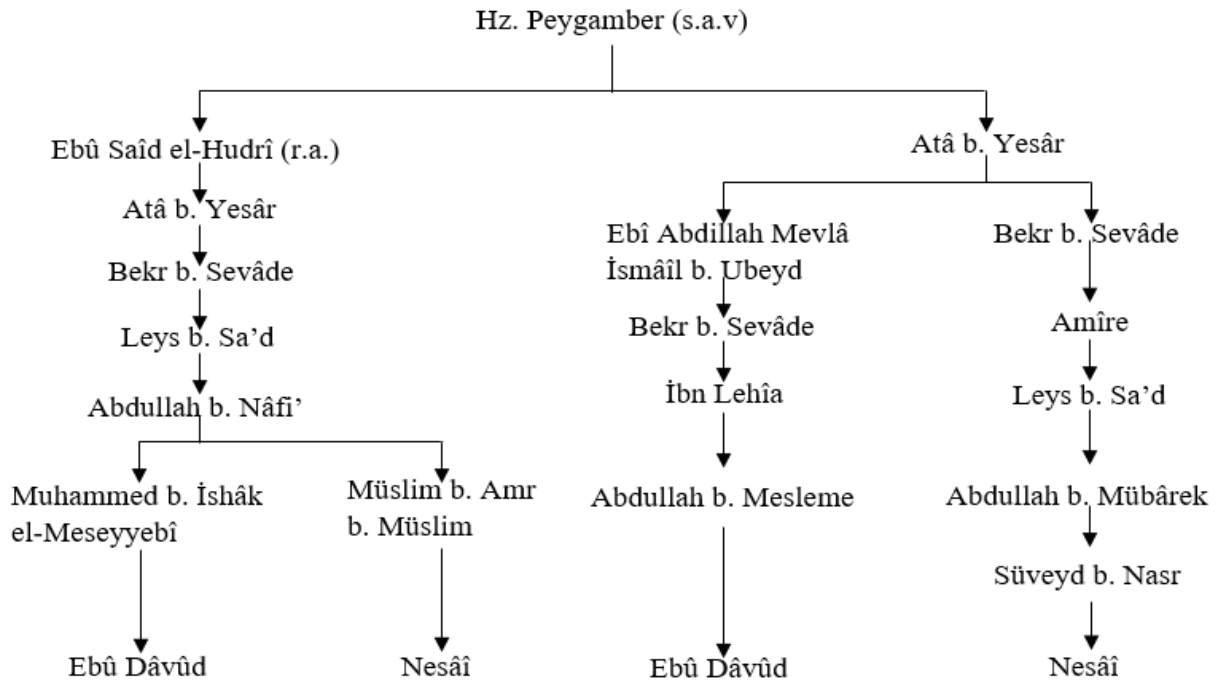 Hz. Peygamber (s.a.v)
Ebû Saîd el-Hudrî (r.a.)
Atâ b. Yesâr
Bekr b. Sevâde
Leys b. Sa’d
Abdullah b. Nâfi’
Muhammed b. İshâk
el-Meseyyebî
Ebû Dâvûd
Müslim b. Amr
b. Müslim
Nesâî
Atâ b. Yesâr
Ebî Abdillah Mevlâ
İsmâîl b. Ubeyd
Bekr b. Sevâde
İbn Lehîa
Abdullah b. Mesleme
Ebû Dâvûd
Bekr b. Sevâde
Amîre
Leys b. Sa’d
Abdullah b. Mübârek
Süveyd b. Nasr
Nesâî